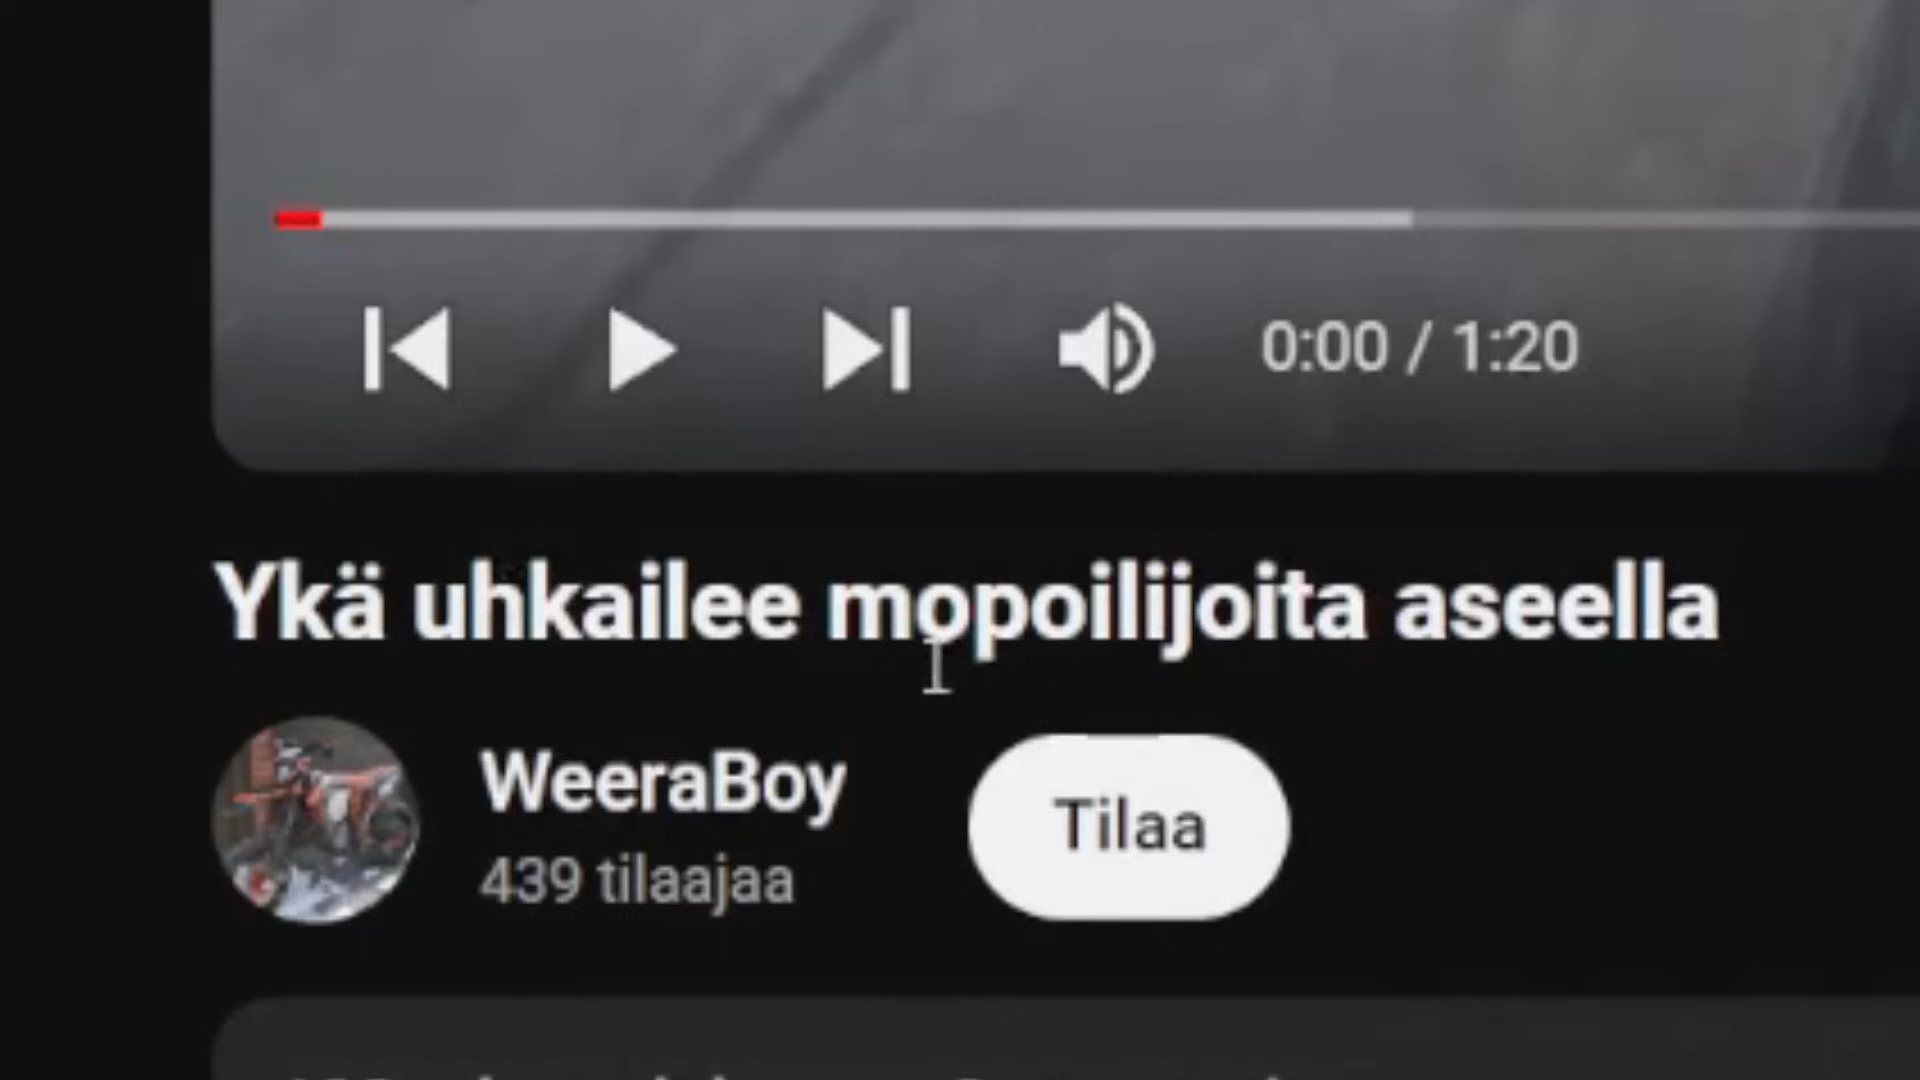 0:00 / 1:20
Ykä uhkailee mopoilijoita aseella
WeeraBoy
Tilaa
439 tilaajaa